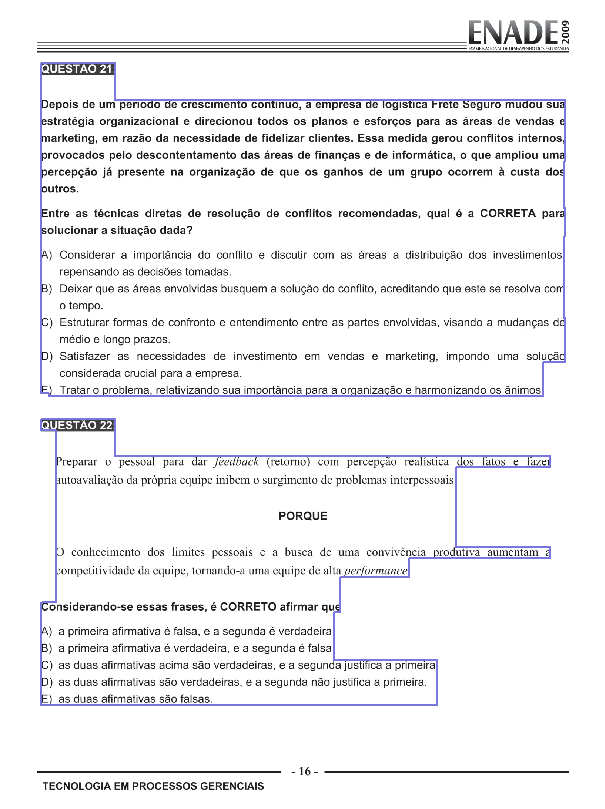 ENADE 2009
EXAME NACIONAL DE DESEMPENHO DOS ESTUDANTES
QUESTÃO 21
Depois de um período de crescimento contínuo, a empresa de logística Frete Seguro mudou sua
estratégia organizacional e direcionou todos os planos e esforços para as áreas de vendas e
marketing, em razão da necessidade de fidelizar clientes. Essa medida gerou conflitos internos,
provocados pelo descontentamento das áreas de finanças e de informática, o que ampliou uma
percepção já presente na organização de que os ganhos de um grupo ocorrem à custa dos
outros.
Entre as técnicas diretas de resolução de conflitos recomendadas, qual é a CORRETA para
solucionar a situação dada?
A) Considerar a importância do conflito e discutir com as áreas a distribuição dos investimentos,
repensando as decisões tomadas.
B) Deixar que as áreas envolvidas busquem a solução do conflito, acreditando que este se resolva com
o tempo.
C) Estruturar formas de confronto e entendimento entre as partes envolvidas, visando a mudanças de
médio e longo prazos.
D) Satisfazer as necessidades de investimento em vendas e marketing, impondo uma solução
considerada crucial para a empresa.
E) Tratar o problema, relativizando sua importância para a organização e harmonizando os ânimos.
QUESTÃO 22
Preparar o pessoal para dar feedback (retorno) com percepção realística dos fatos e fazer
autoavaliação da própria equipe inibem o surgimento de problemas interpessoais
PORQUE
O conhecimento dos limites pessoais e a busca de uma convivência produtiva aumentam a
competitividade da equipe, tornando-a uma equipe de alta performance.
Considerando-se essas frases, é CORRETO afirmar que
A) a primeira afirmativa é falsa, e a segunda é verdadeira.
B) a primeira afirmativa é verdadeira, e a segunda é falsa.
C) as duas afirmativas acima são verdadeiras, e a segunda justifica a primeira.
D) as duas afirmativas são verdadeiras, e a segunda não justifica a primeira.
E) as duas afirmativas são falsas.
- 16 -
TECNOLOGIA EM PROCESSOS GERENCIAIS